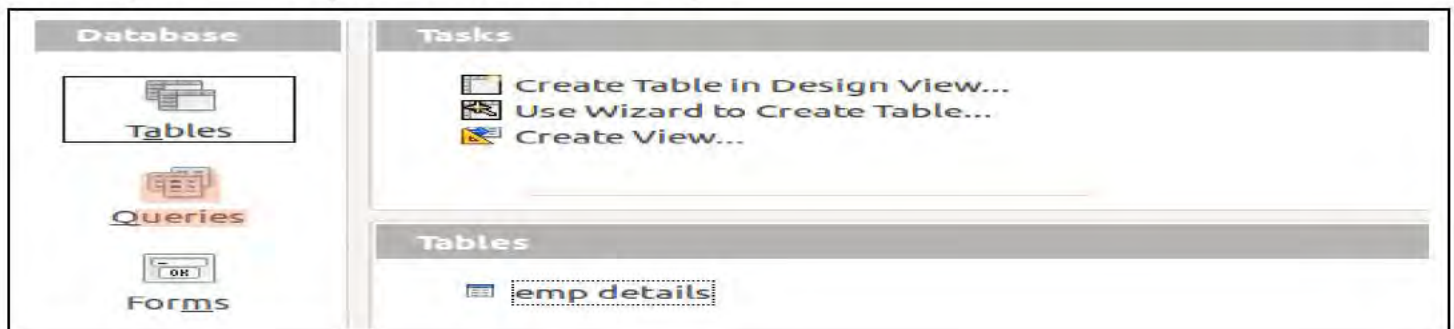 Database
Tables
Queries
Forms
Tasks
Create Table in Design View...
Use Wizard to Create Table...
Create View...
Tables
emp details